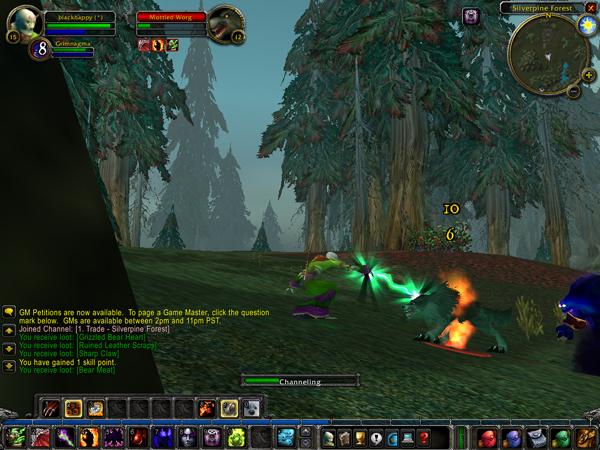 blackflappy (*)
Mottled Worg
Silverpine Forest
N
15
12
8
Grimnagma
10
6
GM Petitions are now available. To page a Game Master, click the question
mark below. GMs are available between 2pm and 11pm PST.
Joined Channel: [1. Trade - Silverpine Forest]
You receive loot: [Grizzled Bear Heart]
You receive loot: [Ruined Leather Scraps]
You receive loot: [Sharp Claw]
You have gained 1 skill point.
You receive loot: [Bear Meat]
Channeling